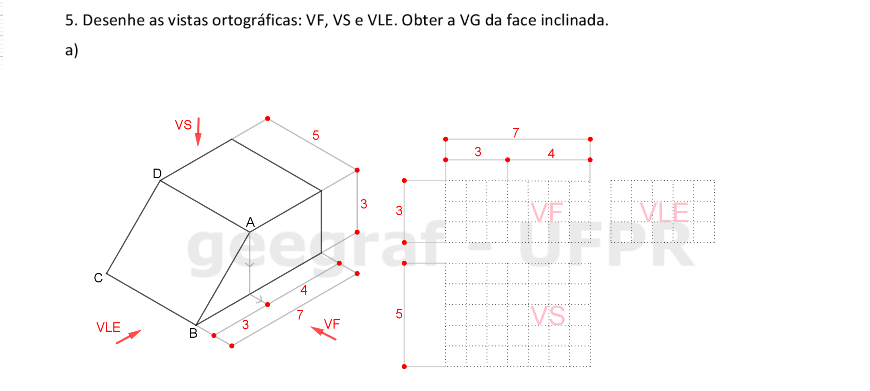 5. Desenhe as vistas ortográficas: VF, VS e VLE. Obter a VG da face inclinada.
a)
VS
5
7
3
4
D
A
3
3
VF
VLE
geegraf - UFPR
C
4
3
7
VF
VLE
B
5
VS